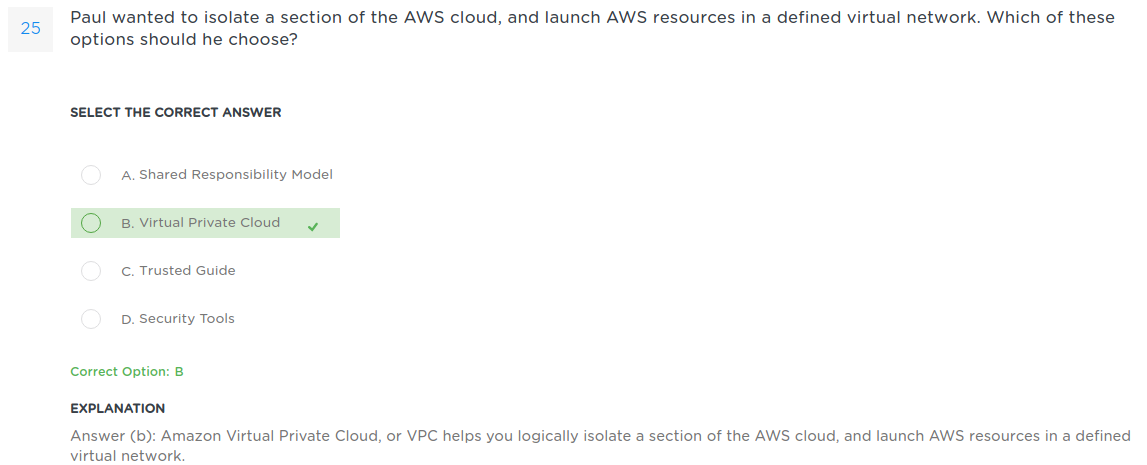 25
Paul wanted to isolate a section of the AWS cloud, and launch AWS resources in a defined virtual network. Which of these
options should he choose?
SELECT THE CORRECT ANSWER
A. Shared Responsibility Model
B. Virtual Private Cloud
C. Trusted Guide
D. Security Tools
Correct Option: B
EXPLANATION
Answer (b): Amazon Virtual Private Cloud, or VPC helps you logically isolate a section of the AWS cloud, and launch AWS resources in a defined
virtual network.